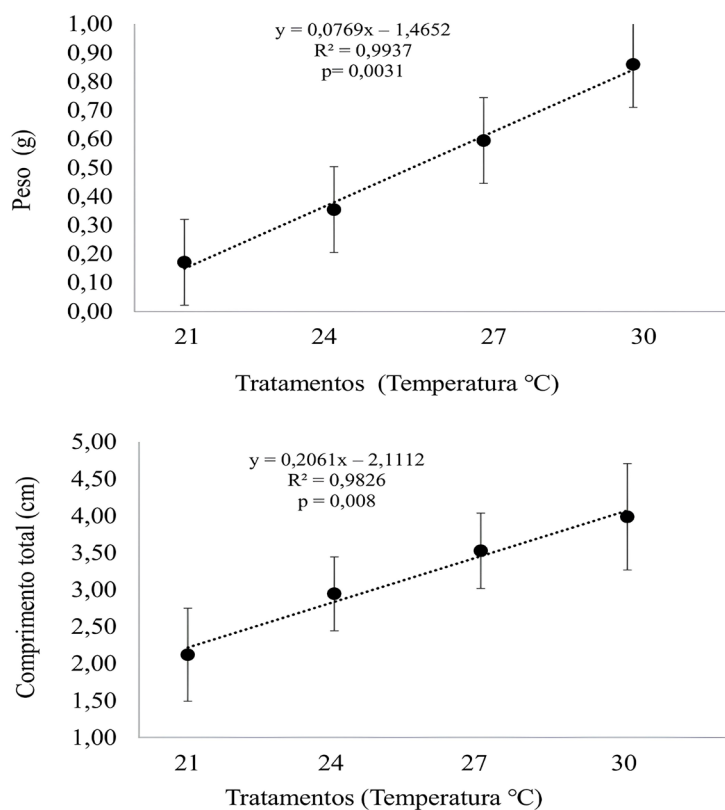 1,00
0,90
0,80
0,70
0,60
0,50
0,40
0,30
0,20
0,10
0,00
Peso (g)
y = 0,0769x – 1,4652
R² = 0,9937
p= 0,0031
21 24 27 30
Tratamentos (Temperatura °C)
5,00
4,50
4,00
3,50
3,00
2,50
2,00
1,50
1,00
Comprimento total (cm)
y = 0,2061x – 2,1112
R² = 0,9826
p = 0,008
21 24 27 30
Tratamentos (Temperatura °C)